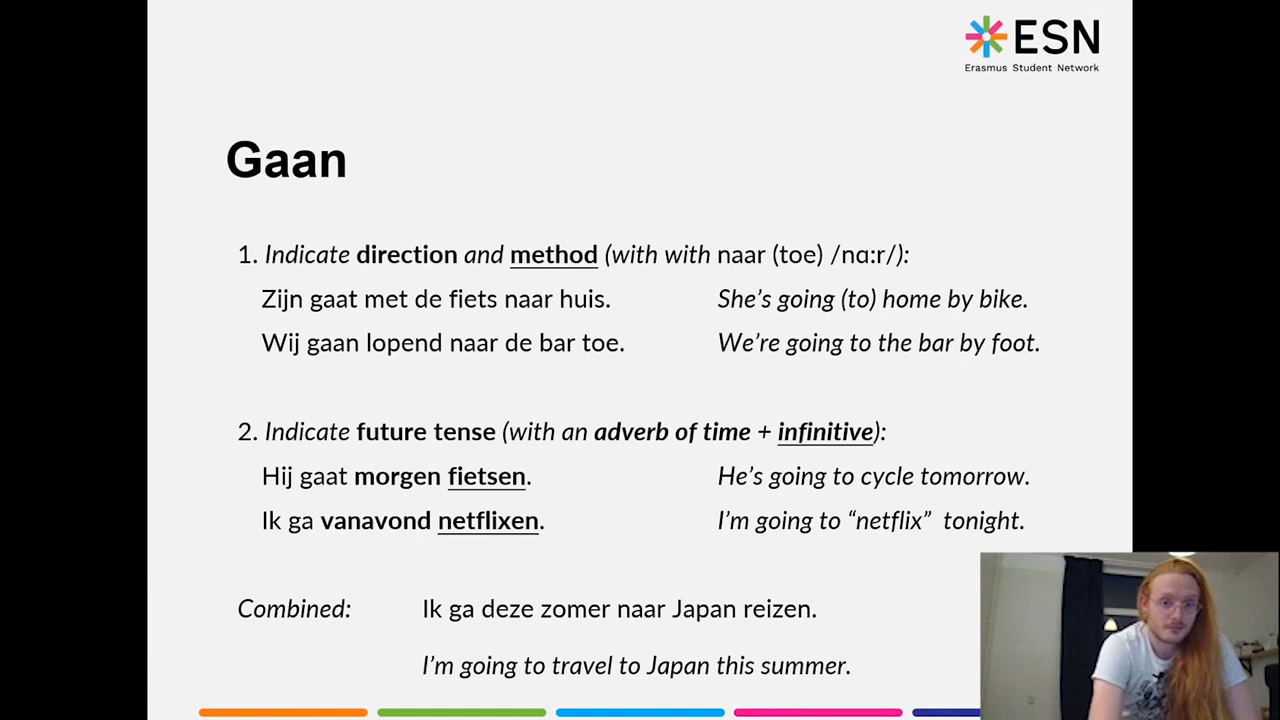 ESN
Erasmus Student Network
Gaan
1. Indicate direction and method (with with naar (toe) /nɑ:r/):
Zijn gaat met de fiets naar huis. She's going (to) home by bike.
Wij gaan lopend naar de bar toe. We're going to the bar by foot.
2. Indicate future tense (with an adverb of time + infinitive):
Hij gaat morgen fietsen. He's going to cycle tomorrow.
Ik ga vanavond netflixen. I'm going to “netflix” tonight.
Combined: Ik ga deze zomer naar Japan reizen.
I'm going to travel to Japan this summer.